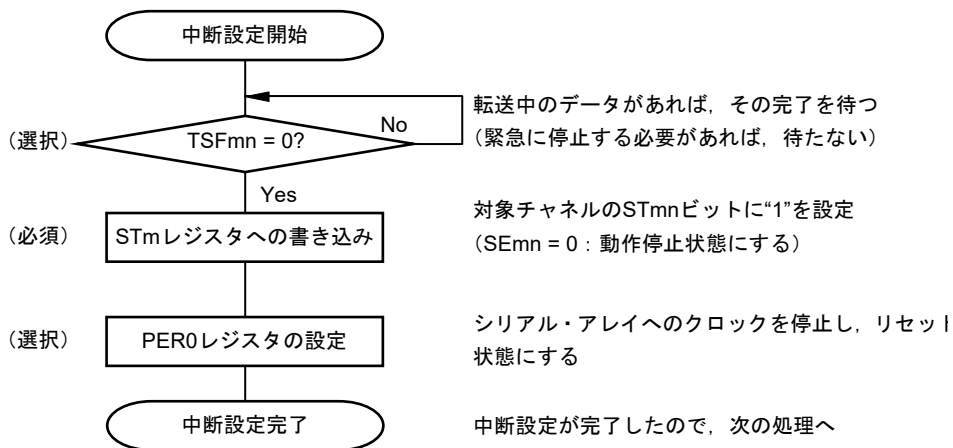 中断設定開始
転送中のデータがあれば，その完了を待つ
（選択）
TSFmn = 0?
No
（緊急に停止する必要があれば，待たない）
Yes
対象チャネルのSTmnビットに“1”を設定
（必須）
STmレジスタへの書き込み
（SEmn = 0：動作停止状態にする）
シリアル・アレイへのクロックを停止し，リセット
（選択）
PER0レジスタの設定
状態にする
中断設定完了
中断設定が完了したので，次の処理へ